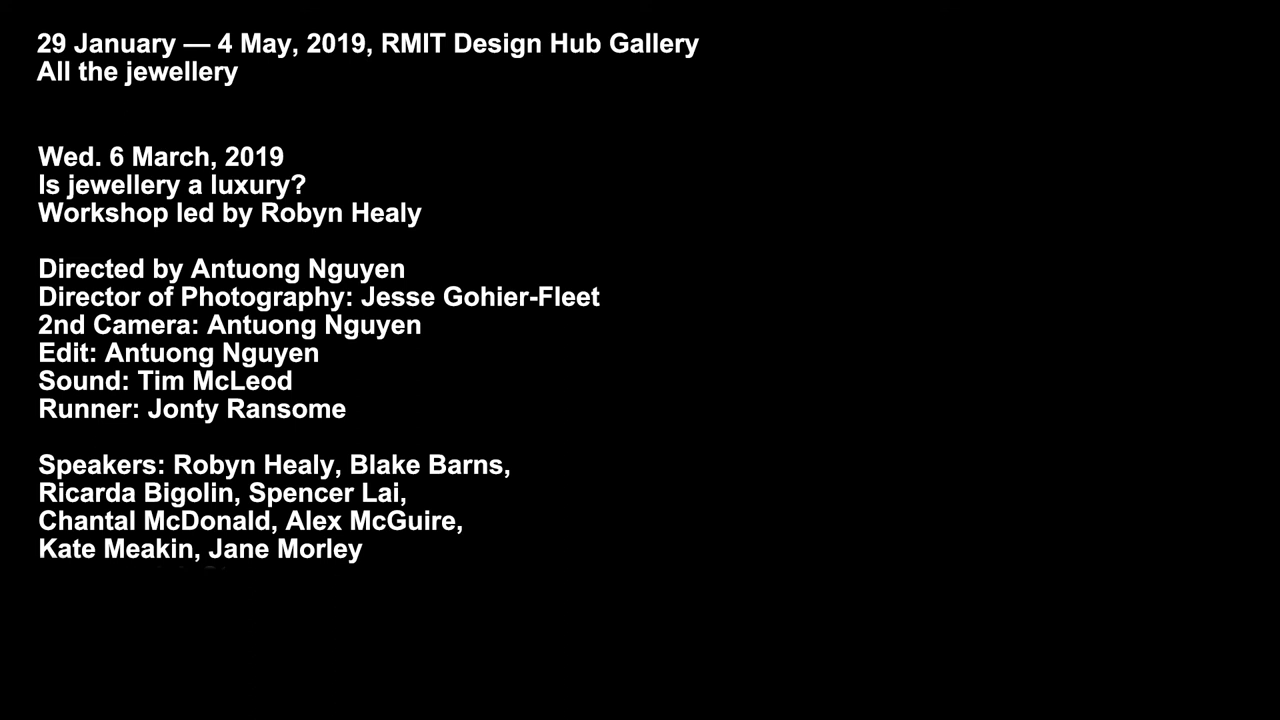 29 January — 4 May, 2019, RMIT Design Hub Gallery
All the jewellery
Wed. 6 March, 2019
Is jewellery a luxury?
Workshop led by Robyn Healy
Directed by Antuong Nguyen
Director of Photography: Jesse Gohier-Fleet
2nd Camera: Antuong Nguyen
Edit: Antuong Nguyen
Sound: Tim McLeod
Runner: Jonty Ransome
Speakers: Robyn Healy, Blake Barns,
Ricarda Bigolin, Spencer Lai,
Chantal McDonald, Alex McGuire,
Kate Meakin, Jane Morley